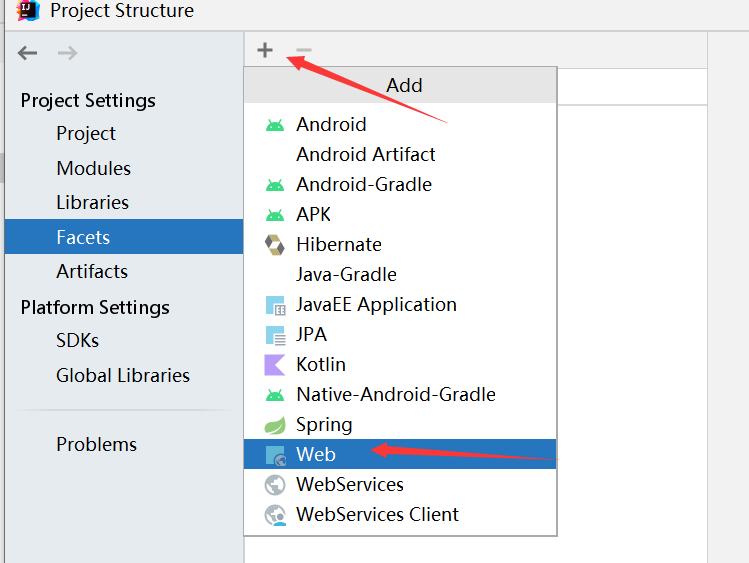 Project Structure
Project Settings
Project
Modules
Libraries
Facets
Artifacts
Platform Settings
SDKs
Global Libraries
Problems
Add
Android
Android Artifact
Android-Gradle
APK
Hibernate
Java-Gradle
JavaEE Application
JPA
Kotlin
Native-Android-Gradle
Spring
Web
WebServices
WebServices Client